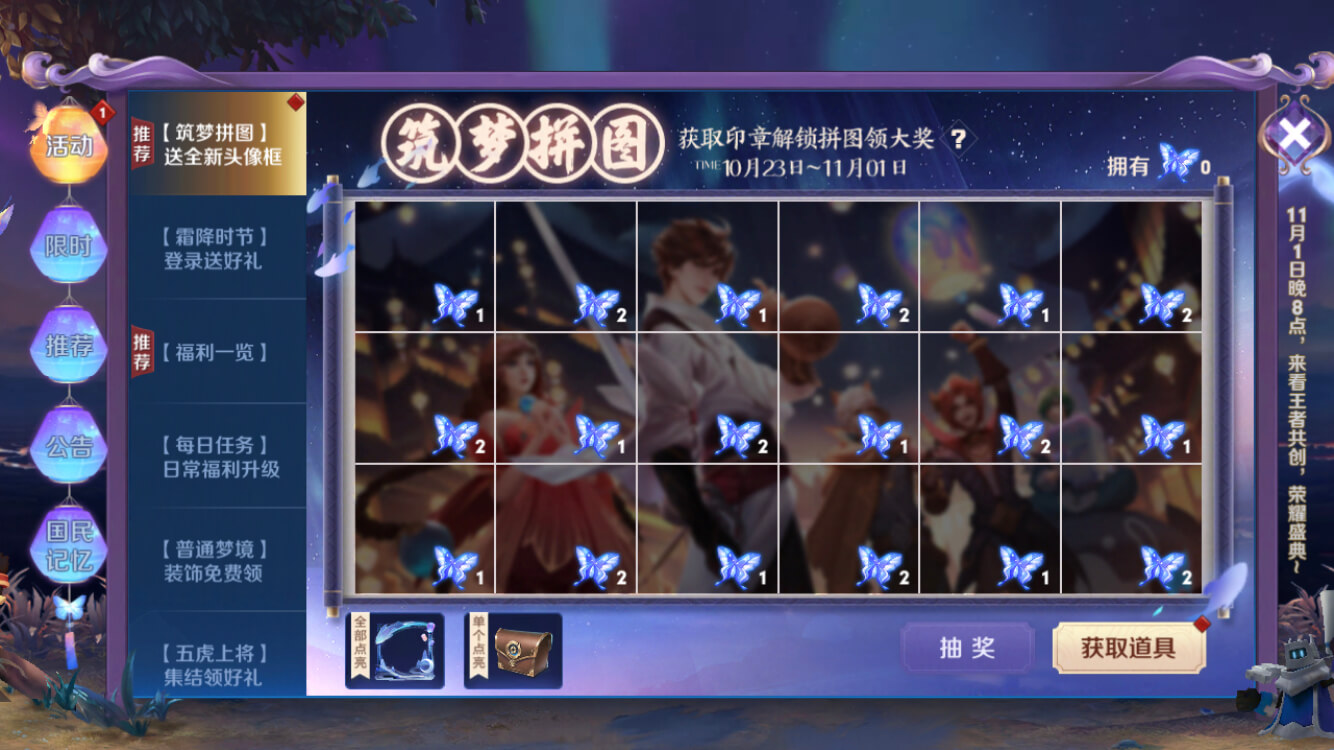 活动
1
限时
推荐
公告
国民
记忆
推荐
【筑梦拼图】
送全新头像框
【霜降时节】
登录送好礼
推荐
【福利一览】
【每日任务】
日常福利升级
【普通梦境】
装饰免费领
【五虎上将】
集结领好礼
筑梦拼图
获取印章解锁拼图领大奖 ?
TIME 10月23日~11月01日
拥有 0
1 2 1 2 1 2
2 1 2 1 2 1
1 2 1 2 1 2
全部点亮
单个点亮
抽奖
获取道具
11月1日晚8点，来看王者共创，荣耀盛典~